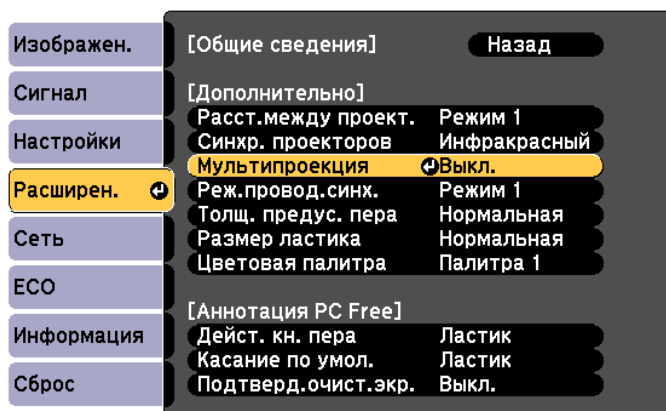 Изображен.
Сигнал
Настройки
Расширен.
Сеть
ECO
Информация
Сброс
[Общие сведения] Назад
[Дополнительно]
Расст.между проект. Режим 1
Синхр. проекторов Инфракрасный
Мультипроекция Выкл.
Реж.провод.синх. Режим 1
Толщ. предус. пера Нормальная
Размер ластика Нормальная
Цветовая палитра Палитра 1
[Аннотация PC Free]
Дейст. кн. пера Ластик
Касание по умол. Ластик
Подтверд.очист.экр. Выкл.